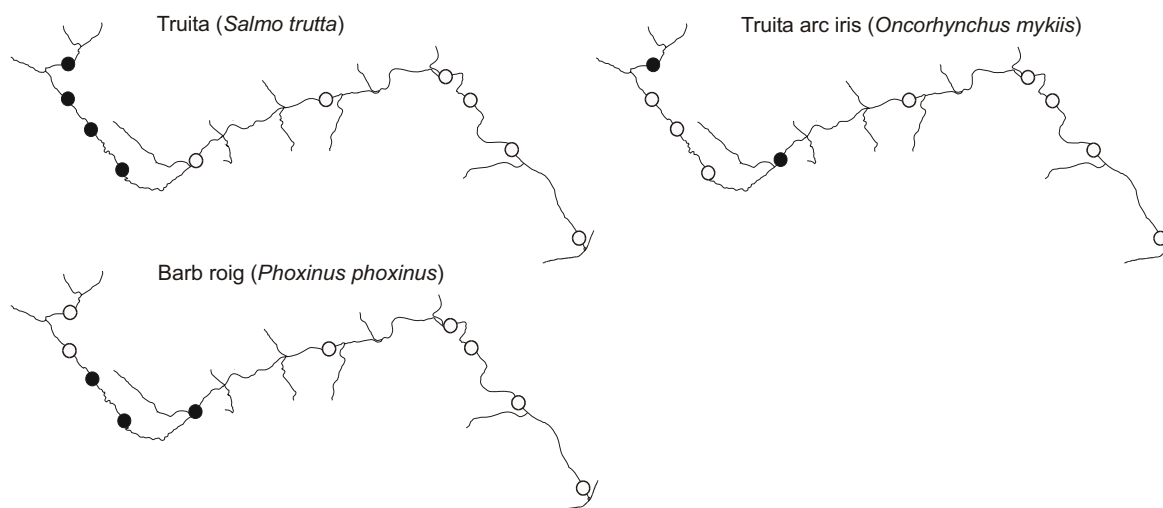 Truita (Salmo trutta)
Truita arc iris (Oncorhynchus mykiis)
Barb roig (Phoxinus phoxinus)